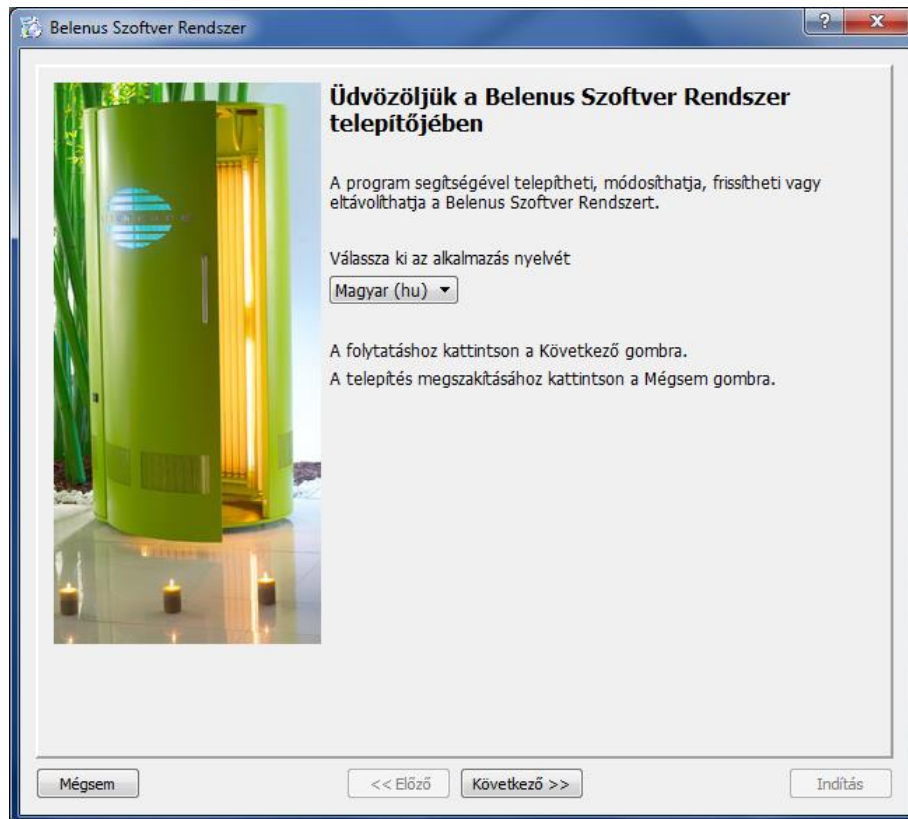 Belenus Szoftver Rendszer
Üdvözöljük a Belenus Szoftver Rendszer
telepítőjében
A program segítségével telepítheti, módosíthatja, frissítheti vagy
eltávolíthatja a Belenus Szoftver Rendszert.
Válassza ki az alkalmazás nyelvét
Magyar (hu)
A folytatáshoz kattintson a Következő gombra.
A telepítés megszakításához kattintson a Mégsem gombra.
Mégsem
<< Előző
Következő >>
Indítás